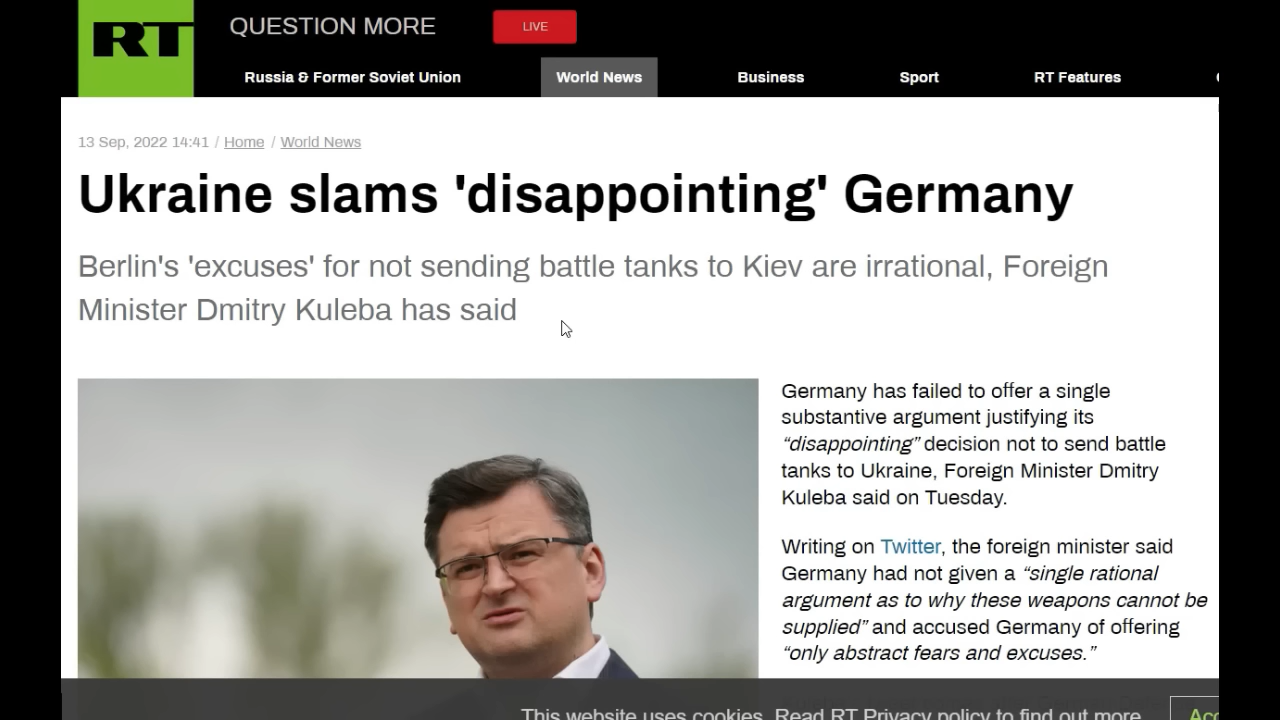 RT
QUESTION MORE
LIVE
Russia & Former Soviet Union World News Business Sport RT Features
13 Sep, 2022 14:41 / Home / World News
Ukraine slams 'disappointing' Germany
Berlin's 'excuses' for not sending battle tanks to Kiev are irrational, Foreign
Minister Dmitry Kuleba has said
Germany has failed to offer a single
substantive argument justifying its
“disappointing” decision not to send battle
tanks to Ukraine, Foreign Minister Dmitry
Kuleba said on Tuesday.
Writing on Twitter, the foreign minister said
Germany had not given a “single rational
argument as to why these weapons cannot be
supplied” and accused Germany of offering
“only abstract fears and excuses.”
This website uses cookies. Read RT Privacy policy to find out more.